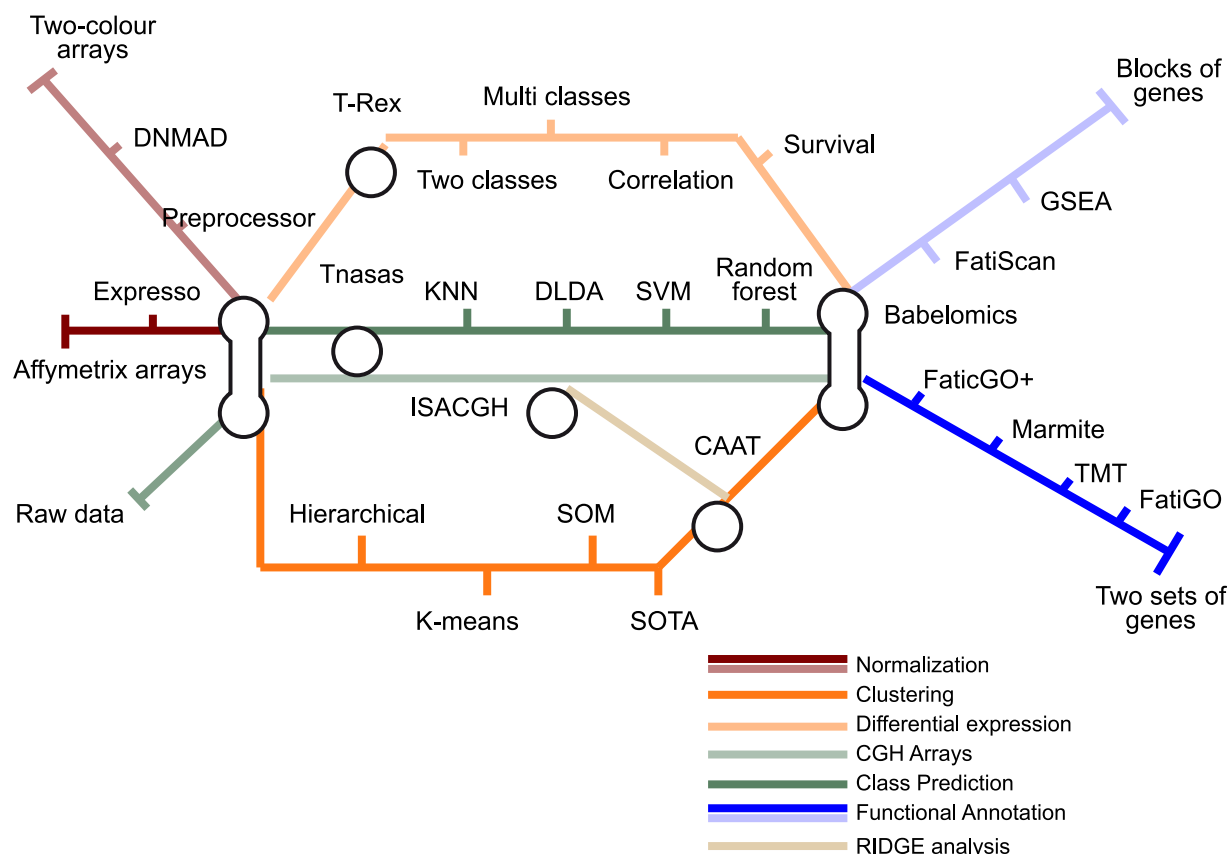 Two-colour
arrays
Blocks of
genes
T-Rex
Multi classes
DNMAD
Survival
Two classes
Correlation
GSEA
Preprocessor
FatiScan
Tnasas
Random
forest
Expresso
KNN
DLDA
SVM
Babelomics
Affymetrix arrays
FaticGO+
ISACGH
Marmite
CAAT
TMT
FatiGO
Raw data
Hierarchical
SOM
K-means
SOTA
Two sets of
genes
Normalization
Clustering
Differential expression
CGH Arrays
Class Prediction
Functional Annotation
RIDGE analysis